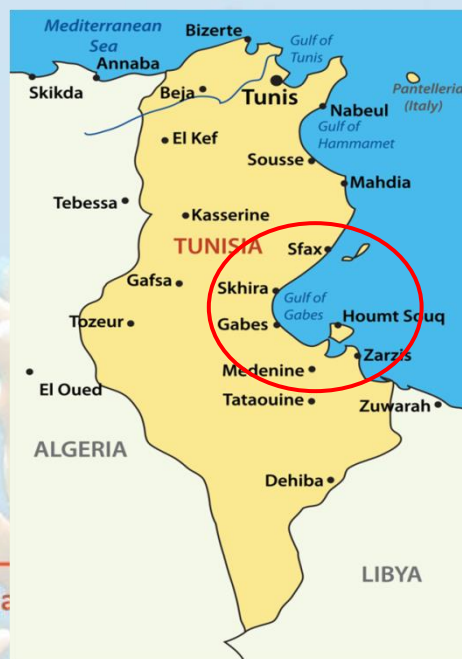 Mediterranean
Sea
Bizerte
Gulf of
Tunis
Annaba
Skikda
Beja
Tunis
Pantelleria
(Italy)
Nabeul
Gulf of
Hammamet
El Kef
Sousse
Mahdia
Tebessa
Kasserine
TUNISIA
Sfax
Gafsa
Skhira
Gulf of
Gabes
Tozeur
Gabes
Houmt Souq
Zarzis
El Oued
Medenine
Tataouine
Zuwarah
ALGERIA
Dehiba
LIBYA